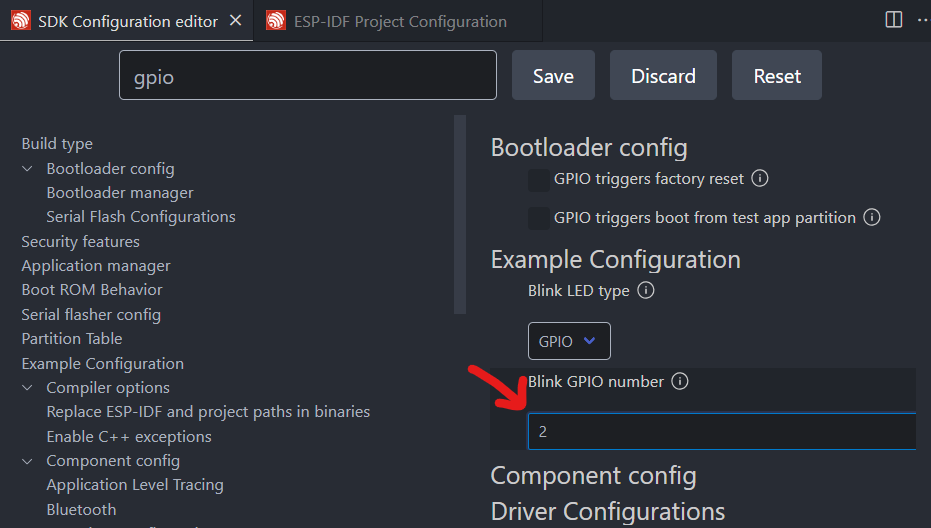 SDK Configuration editor
ESP-IDF Project Configuration
gpio
Save
Discard
Reset
Build type
Bootloader config
Bootloader manager
Serial Flash Configurations
Security features
Application manager
Boot ROM Behavior
Serial flasher config
Partition Table
Example Configuration
Compiler options
Replace ESP-IDF and project paths in binaries
Enable C++ exceptions
Component config
Application Level Tracing
Bluetooth
Bootloader config
GPIO triggers factory reset
GPIO triggers boot from test app partition
Example Configuration
Blink LED type
GPIO
Blink GPIO number
2
Component config
Driver Configurations